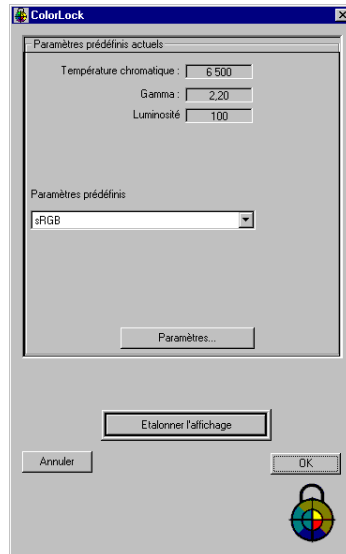 ColorLock
Paramètres prédéfinis actuels
Température chromatique : 6 500
Gamma : 2,20
Luminosité 100
Paramètres prédéfinis
sRGB
Paramètres...
Etalonner l'affichage
Annuler
OK